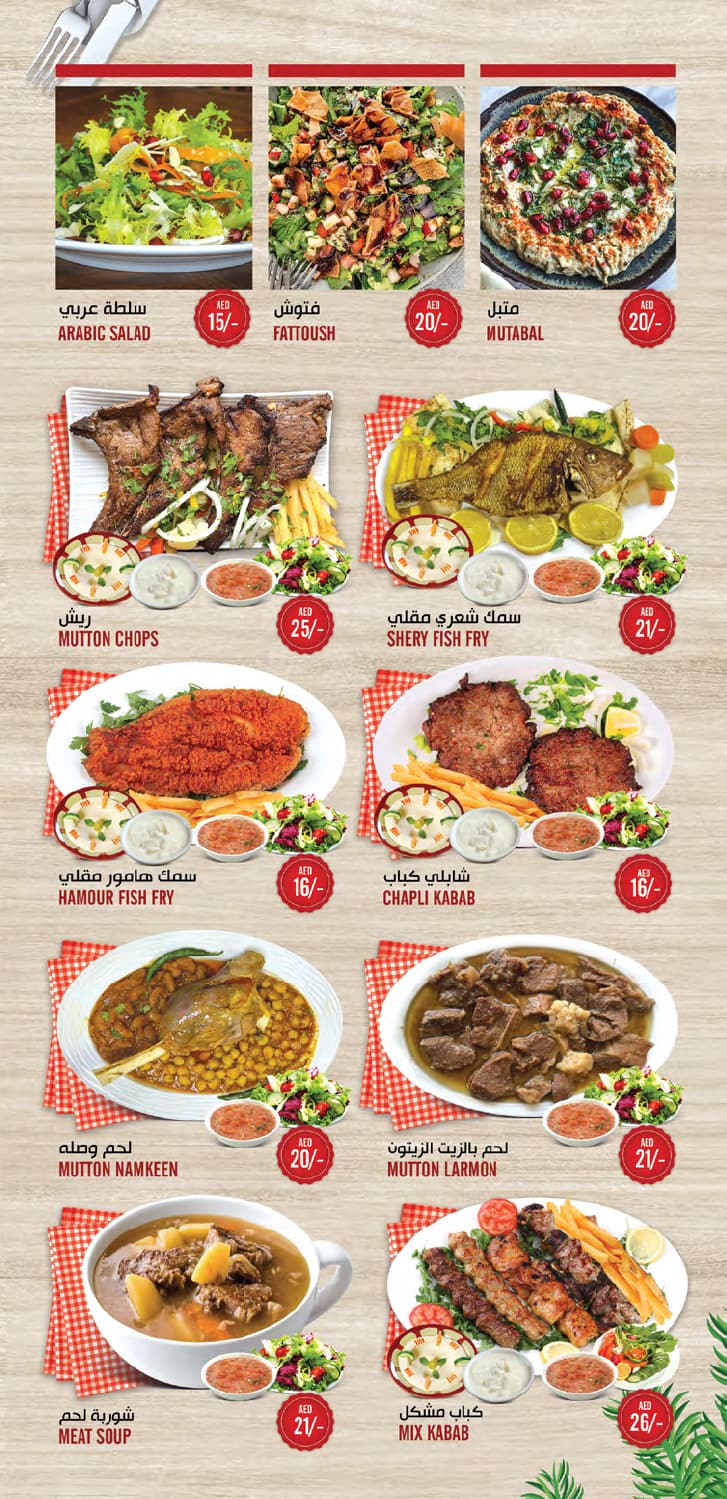 سلطة عربي
ARABIC SALAD
AED
15/-
فتوش
FATTOUSH
AED
20/-
متبل
MUTABAL
AED
20/-
ريش
MUTTON CHOPS
AED
25/-
سمك شعري مقلي
SHERY FISH FRY
AED
21/-
سمك هامور مقلي
HAMOUR FISH FRY
AED
16/-
شابلي كباب
CHAPLI KABAB
AED
16/-
لحم وصله
MUTTON NAMKEEN
AED
20/-
لحم بالزيت الزيتون
MUTTON LARMON
AED
21/-
شوربة لحم
MEAT SOUP
AED
21/-
كباب مشكل
MIX KABAB
AED
26/-